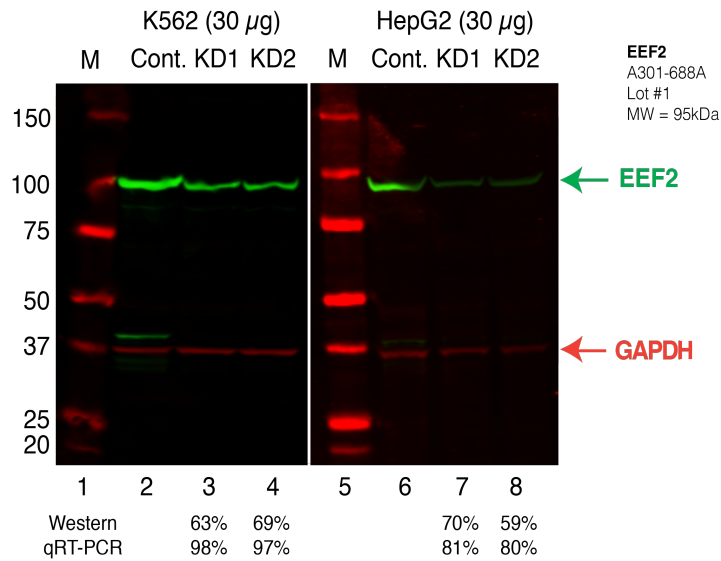 K562 (30 µg) HepG2 (30 µg)
M Cont. KD1 KD2 M Cont. KD1 KD2
EEF2
A301-688A
Lot #1
MW = 95kDa
150
100
EEF2
75
50
37
GAPDH
25
20
1 2 3 4 5 6 7 8
Western 63% 69% 70% 59%
qRT-PCR 98% 97% 81% 80%